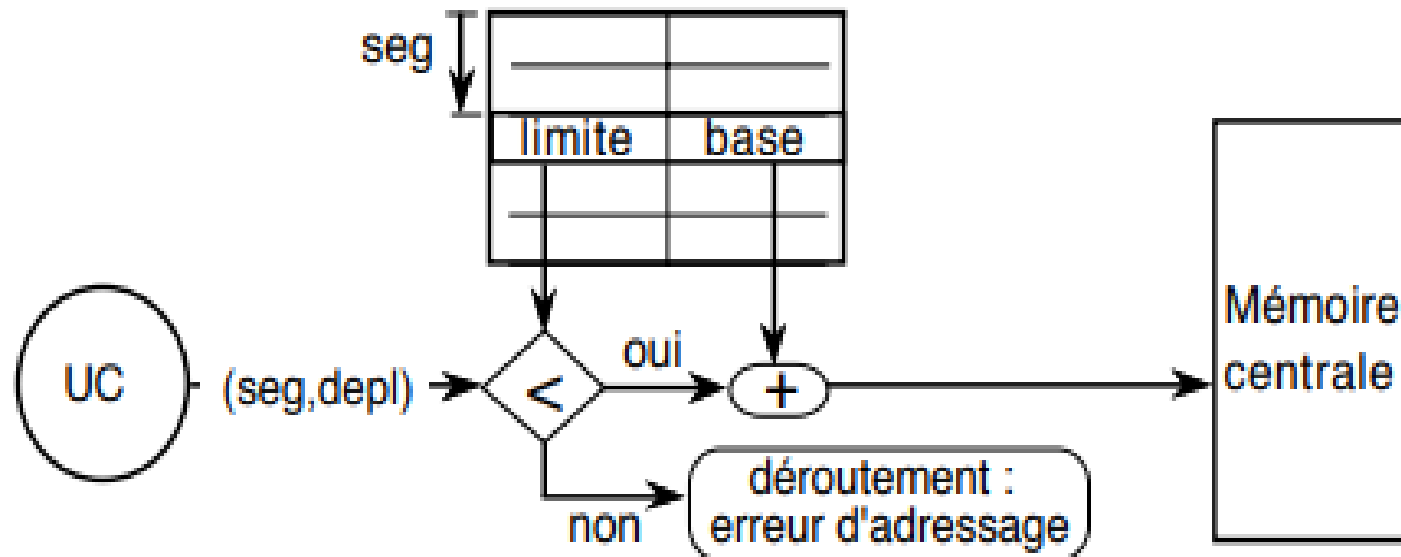 seg
limite base
UC (seg,depl) < oui +
non
déroutement :
erreur d'adressage
Mémoire
centrale